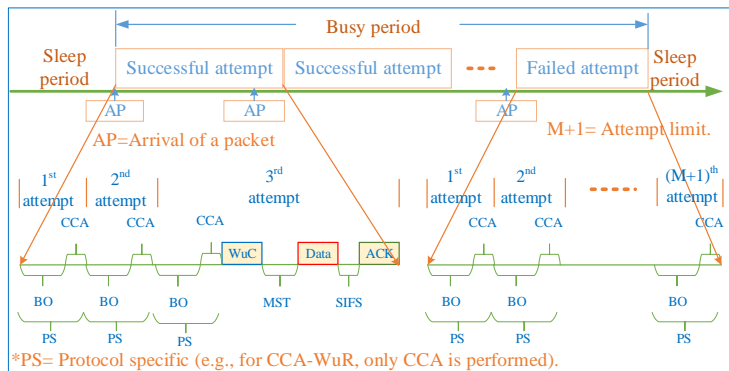 Busy period
Sleep period
Successful attempt
Successful attempt
Failed attempt
Sleep period
AP
AP
AP
AP=Arrival of a packet
M+1= Attempt limit.
1st attempt
2nd attempt
3rd attempt
1st attempt
2nd attempt
(M+1)th attempt
CCA
CCA
CCA
CCA
CCA
CCA
WuC
Data
ACK
BO
BO
BO
MST
SIFS
BO
BO
BO
PS
PS
PS
PS
PS
PS
*PS= Protocol specific (e.g., for CCA-WuR, only CCA is performed).